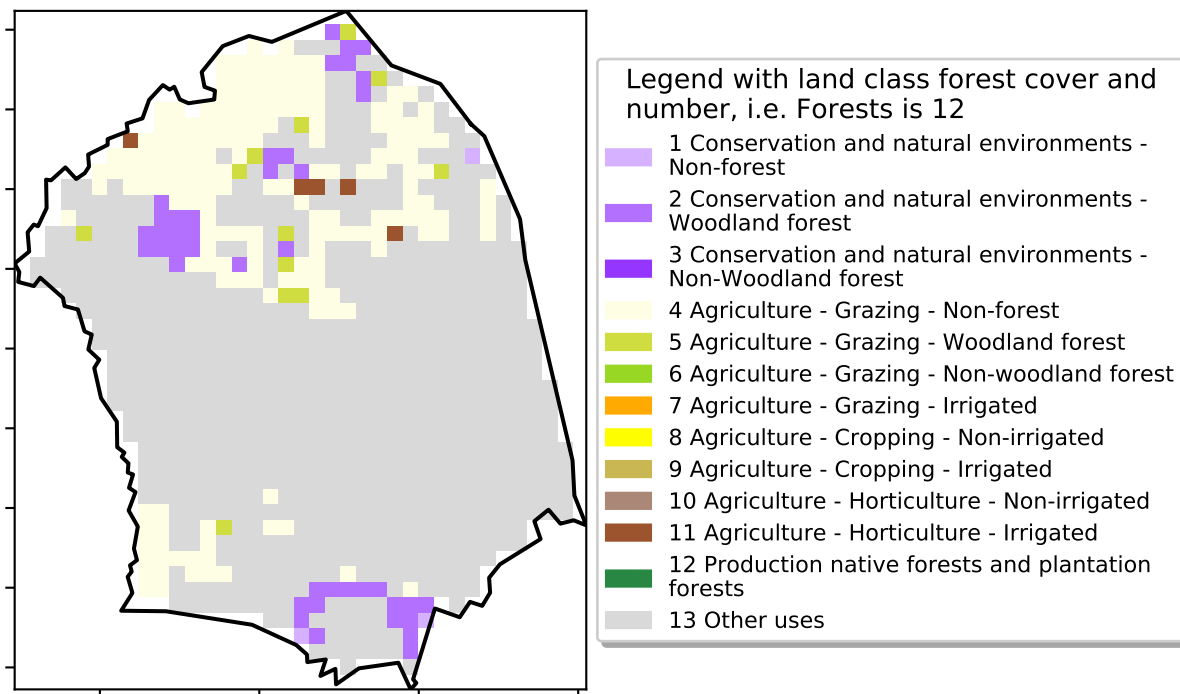 Legend with land class forest cover and
number, i.e. Forests is 12
1 Conservation and natural environments -
Non-forest
2 Conservation and natural environments -
Woodland forest
3 Conservation and natural environments -
Non-Woodland forest
4 Agriculture - Grazing - Non-forest
5 Agriculture - Grazing - Woodland forest
6 Agriculture - Grazing - Non-woodland forest
7 Agriculture - Grazing - Irrigated
8 Agriculture - Cropping - Non-irrigated
9 Agriculture - Cropping - Irrigated
10 Agriculture - Horticulture - Non-irrigated
11 Agriculture - Horticulture - Irrigated
12 Production native forests and plantation
forests
13 Other uses